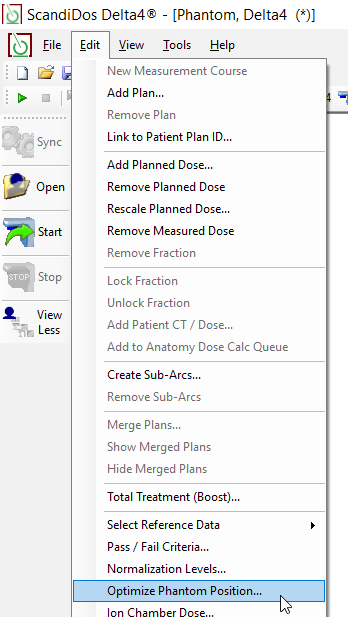 ScandiDos Delta4® - [Phantom, Delta4 (*)]
File Edit View Tools Help
New Measurement Course
Add Plan...
Remove Plan
Link to Patient Plan ID...
Add Planned Dose...
Remove Planned Dose
Rescale Planned Dose...
Remove Measured Dose
Remove Fraction
Lock Fraction
Unlock Fraction
Add Patient CT / Dose...
Add to Anatomy Dose Calc Queue
Create Sub-Arcs...
Remove Sub-Arcs
Merge Plans...
Show Merged Plans
Hide Merged Plans
Total Treatment (Boost)...
Select Reference Data
Pass / Fail Criteria...
Normalization Levels...
Optimize Phantom Position...
Ion Chamber Dose...
4
Sync
Open
Start
STOP Stop
View
Less